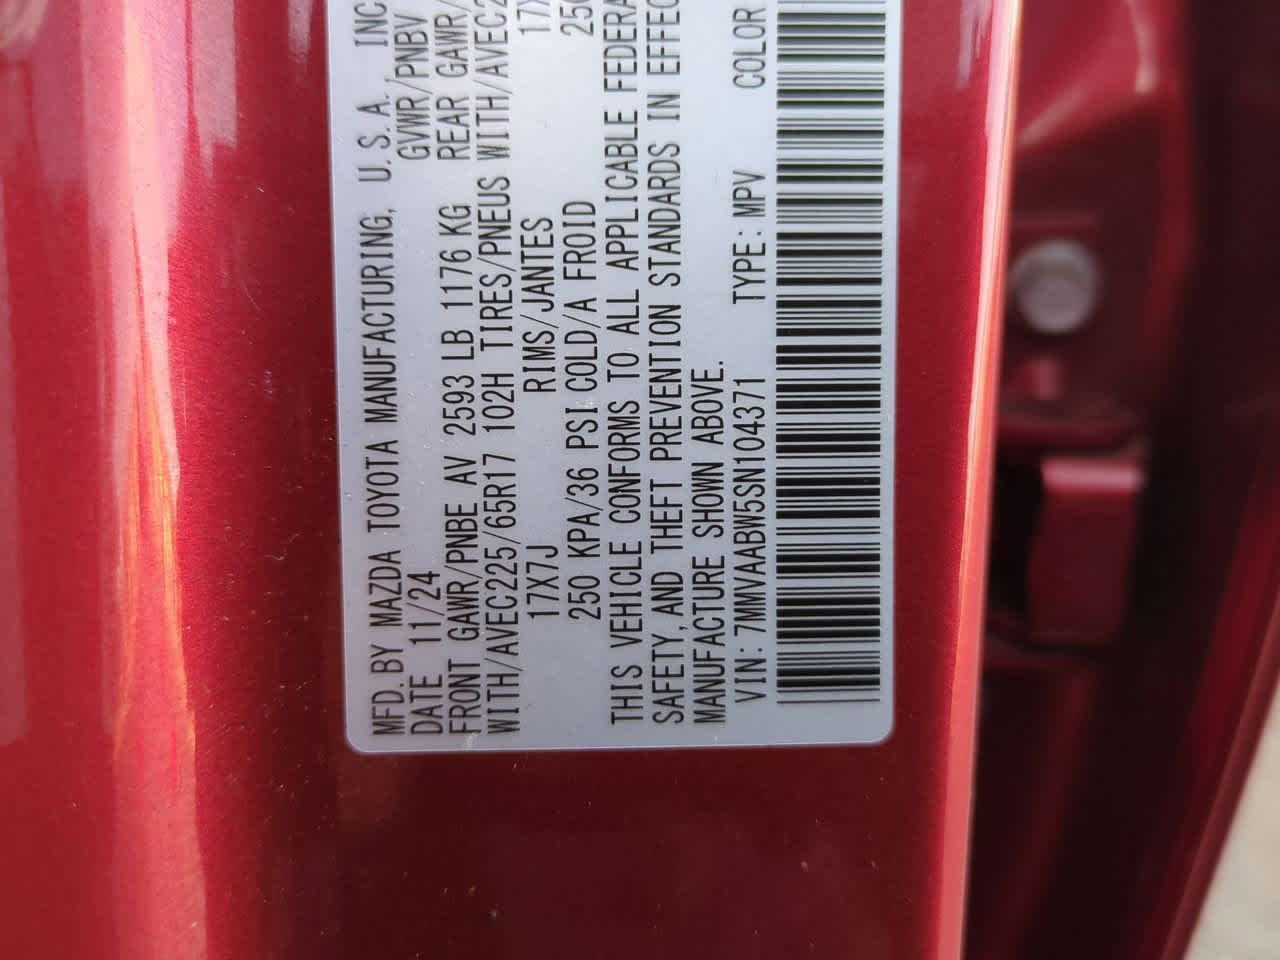 MFD. BY MAZDA TOYOTA MANUFACTURING, U. S. A. INC
DATE 11/24 GVWR/PNBV
FRONT GAWR/PNBE AV 2593 LB 1176 KG REAR GAWR/
WITH/AVEC225/65R17 102H TIRES/PNEUS WITH/AVEC2
17X7J RIMS/JANTES 17X
250 KPA/36 PSI COLD/A FROID 250
THIS VEHICLE CONFORMS TO ALL APPLICABLE FEDERA
SAFETY, AND THEFT PREVENTION STANDARDS IN EFFEC
MANUFACTURE SHOWN ABOVE.
VIN: 7MMVAABW5SN104371 TYPE: MPV COLOR